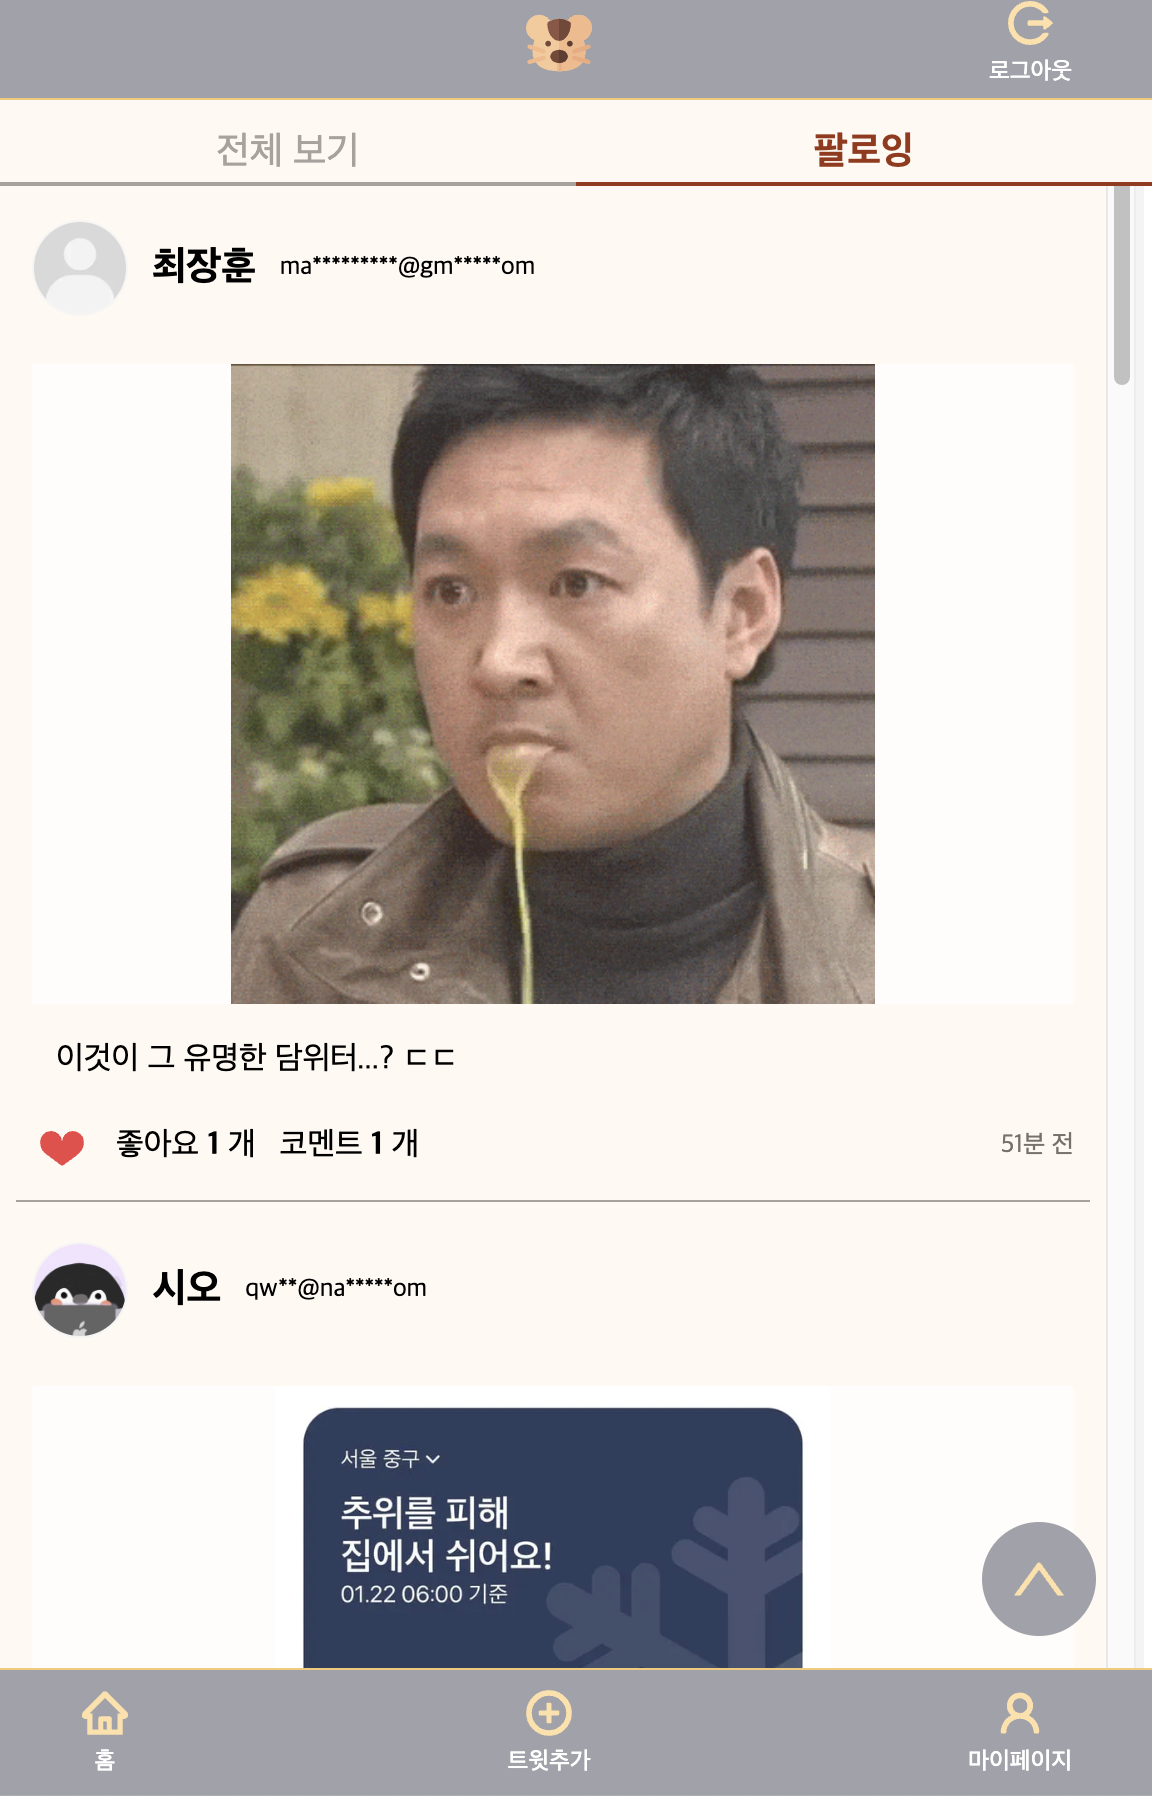 로그아웃
전체 보기
팔로잉
최장훈 ma*********@gm*****om
이것이 그 유명한 담위터...? ㄷㄷ
좋아요 1 개 코멘트 1 개
51분 전
시오 qw**@na*****om
서울 중구
추위를 피해
집에서 쉬어요!
01.22 06:00 기준
홈
트윗추가
마이페이지